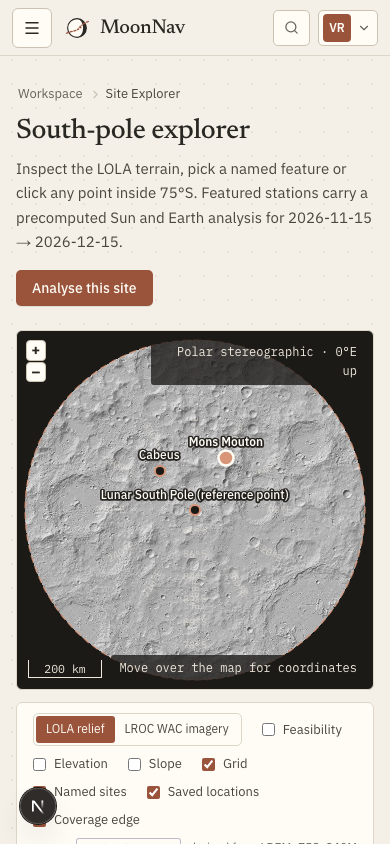 MoonNav
VR
Workspace > Site Explorer
South-pole explorer
Inspect the LOLA terrain, pick a named feature or
click any point inside 75°S. Featured stations carry a
precomputed Sun and Earth analysis for 2026-11-15
→ 2026-12-15.
Analyse this site
+
−
Polar stereographic · 0°E
up
Mons Mouton
Cabeus
Lunar South Pole (reference point)
200 km
Move over the map for coordinates
LOLA relief
LROC WAC imagery
Feasibility
Elevation
Slope
Grid
Named sites
Saved locations
N
Coverage edge